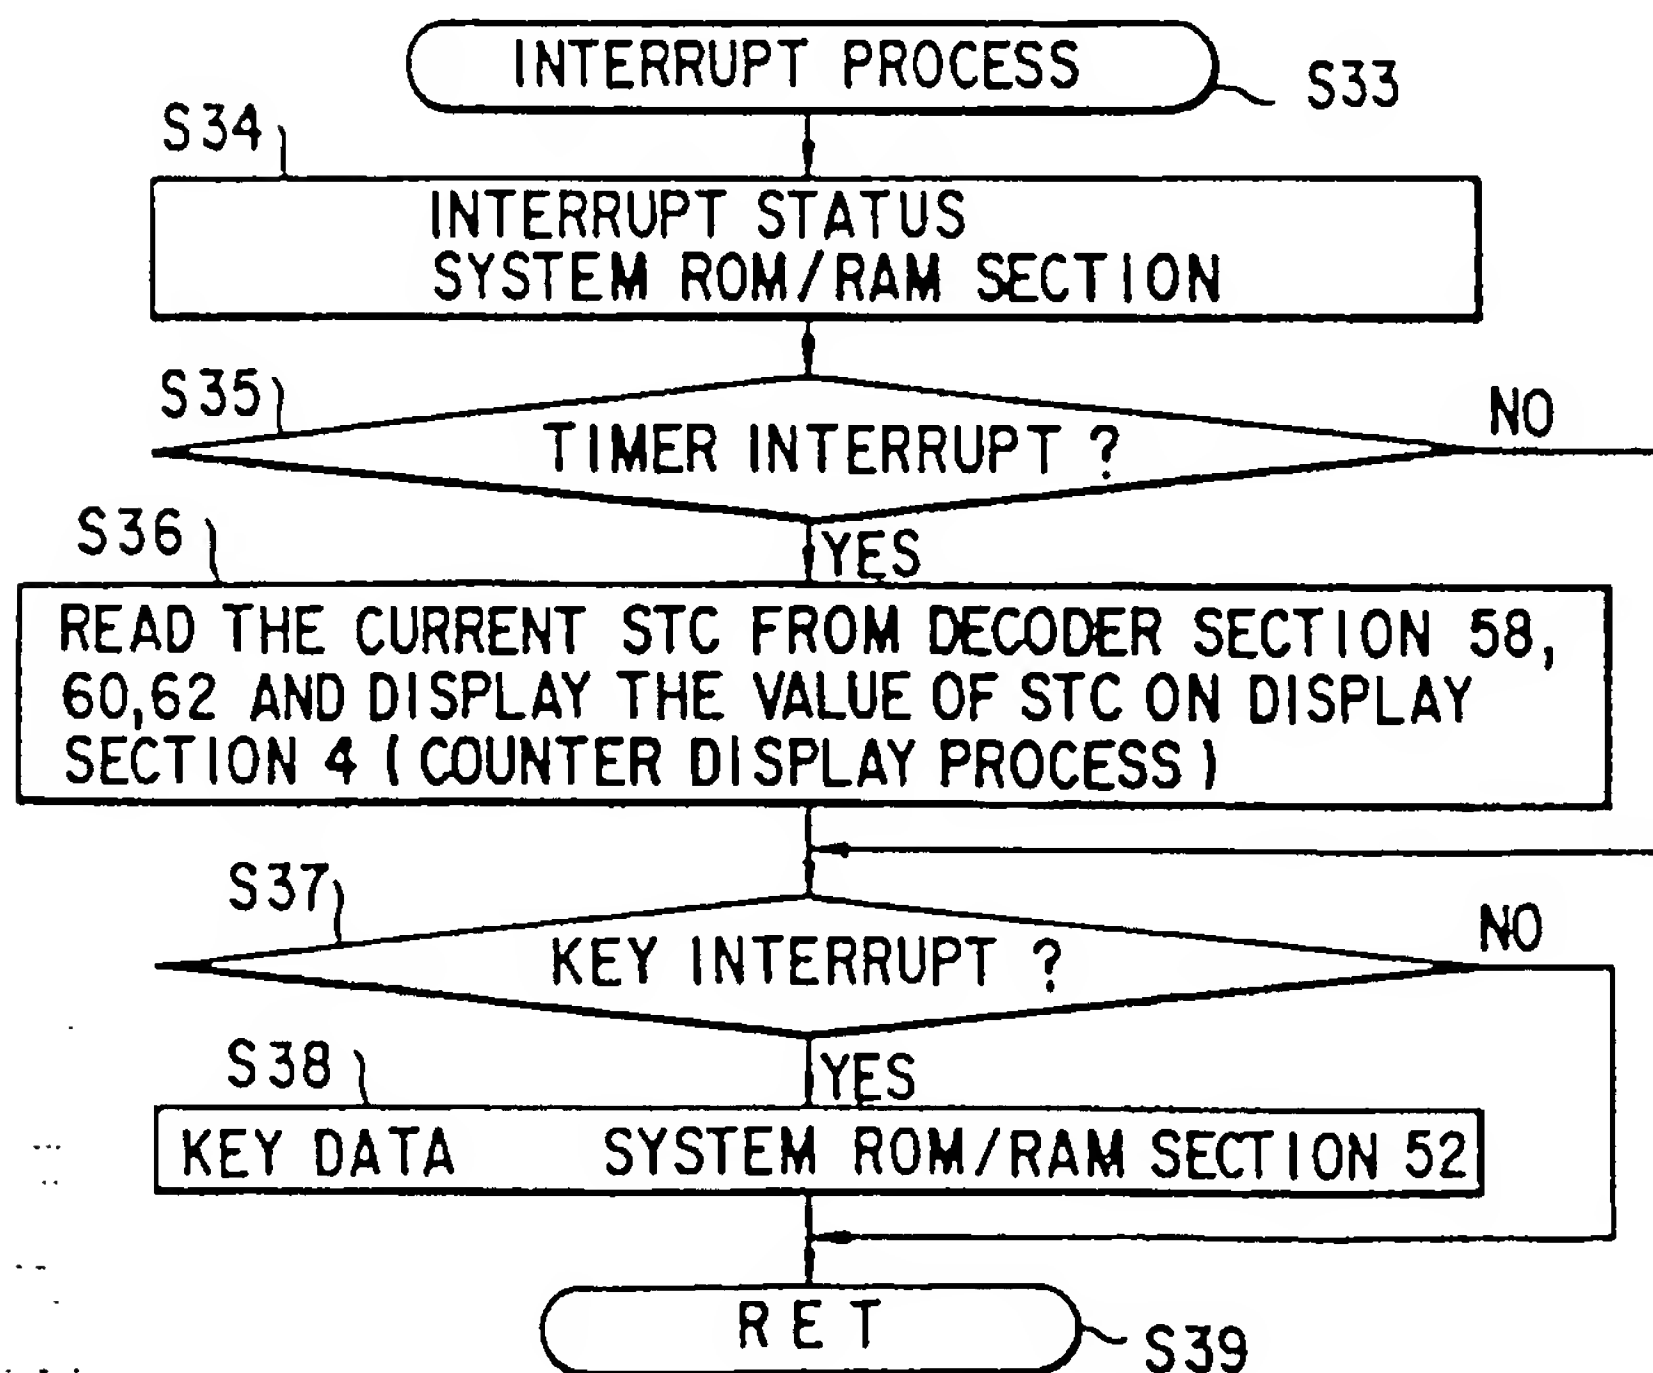 INTERRUPT PROCESS
S33
S34
INTERRUPT STATUS
SYSTEM ROM/RAM SECTION
S35
TIMER INTERRUPT ?
NO
S36
YES
READ THE CURRENT STC FROM DECODER SECTION 58,
60,62 AND DISPLAY THE VALUE OF STC ON DISPLAY
SECTION 4 (COUNTER DISPLAY PROCESS)
S37
KEY INTERRUPT ?
NO
S38
YES
KEY DATA SYSTEM ROM/RAM SECTION 52
RET
S39